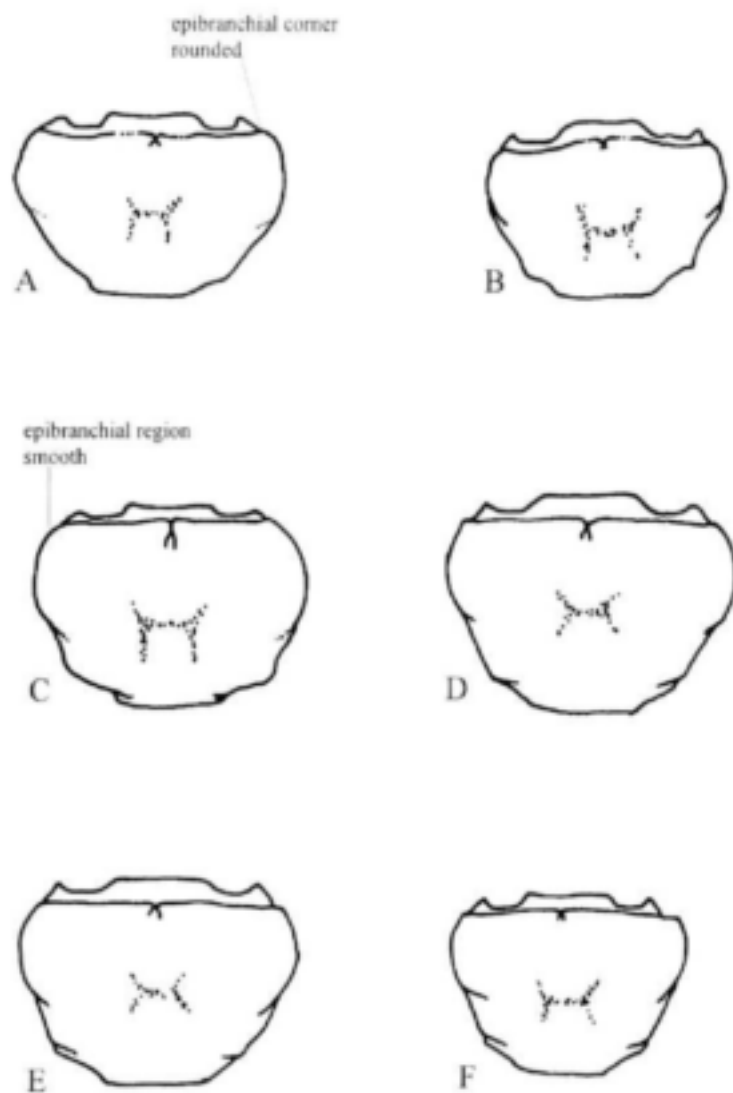 epibranchial corner
rounded
A
B
epibranchial region
smooth
C
D
E
F